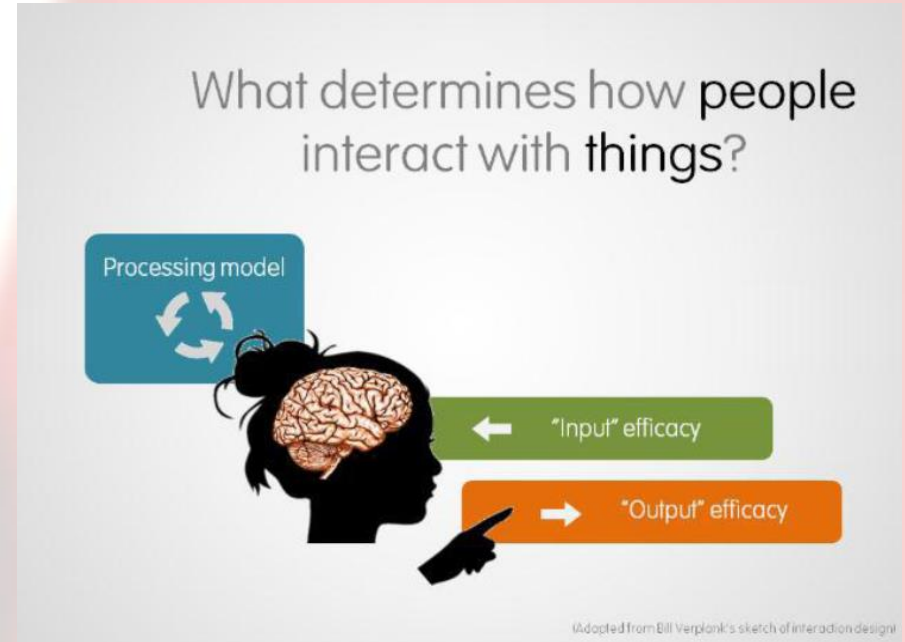 What determines how people
interact with things?
Processing model
"Input" efficacy
"Output" efficacy
(Adopted from Bill Verplank's sketch of interaction design)